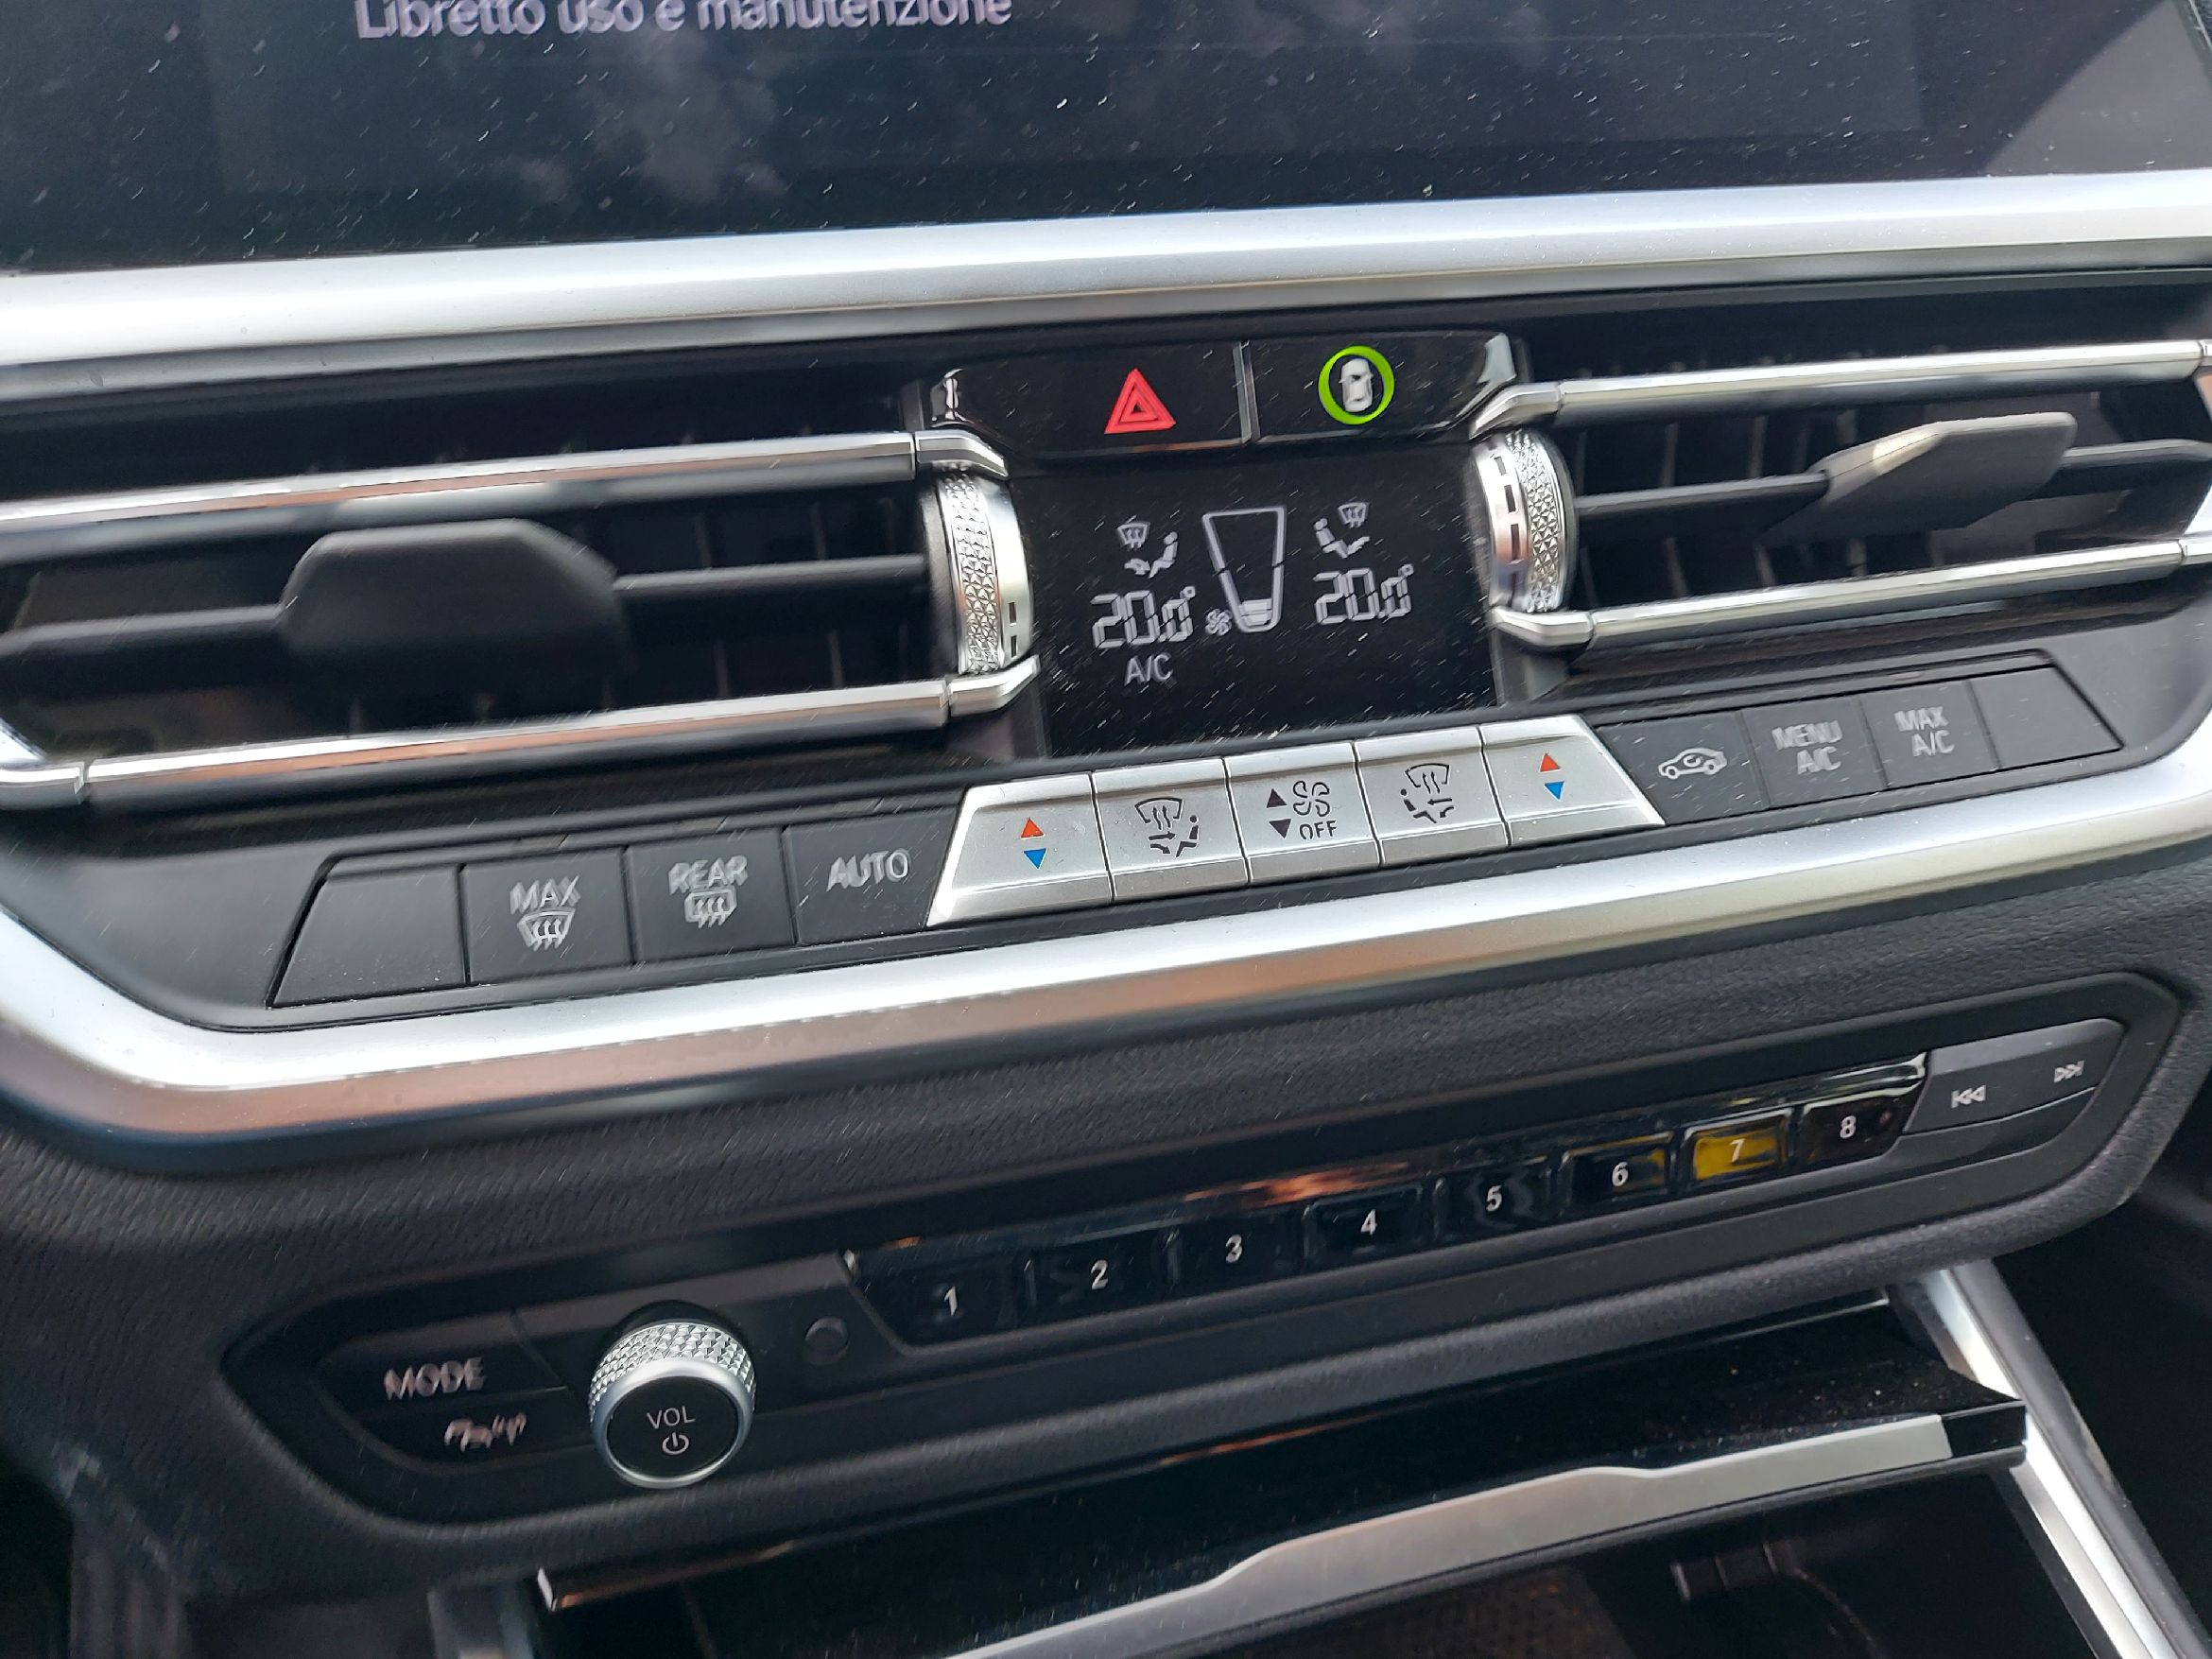 Libretto uso e manutenzione
20.0° 20.0°
A/C
MAX
REAR
AUTO
OFF
MENU
A/C
MAX
A/C
1 2 3 4 5 6 7 8
MODE
VOL